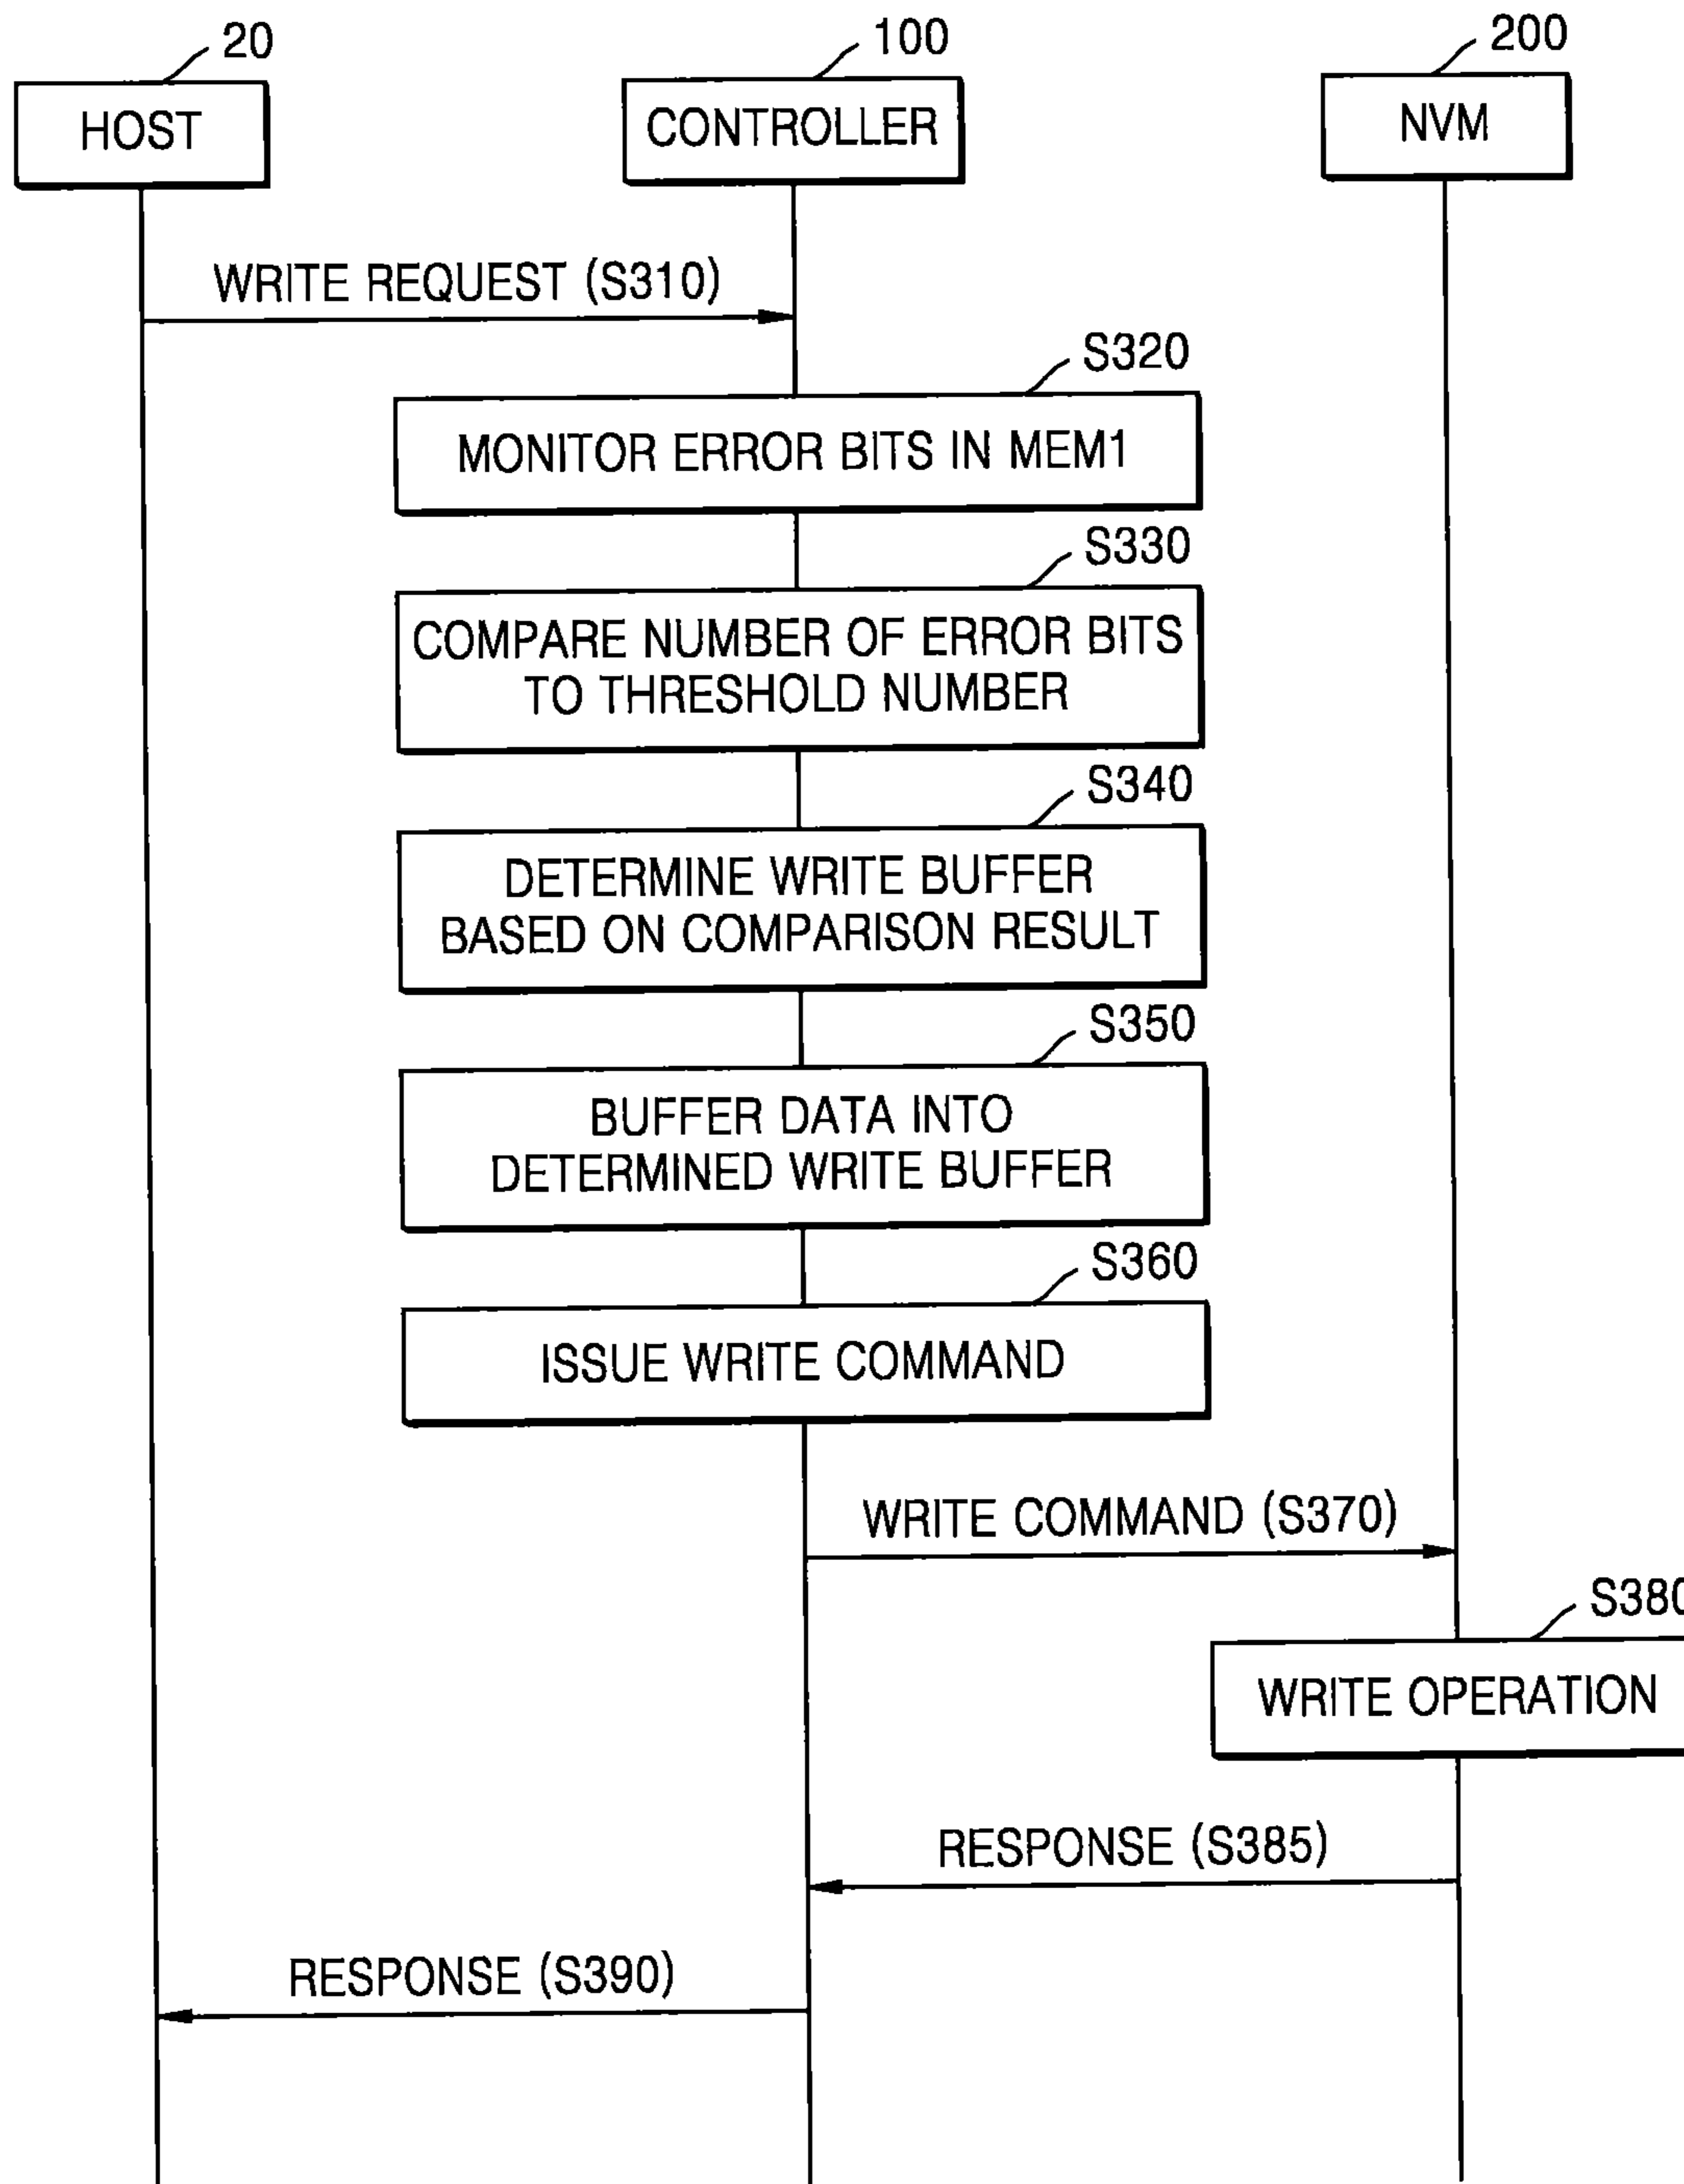 20
100
200
HOST
CONTROLLER
NVM
WRITE REQUEST (S310)
S320
MONITOR ERROR BITS IN MEM1
S330
COMPARE NUMBER OF ERROR BITS
TO THRESHOLD NUMBER
S340
DETERMINE WRITE BUFFER
BASED ON COMPARISON RESULT
S350
BUFFER DATA INTO
DETERMINED WRITE BUFFER
S360
ISSUE WRITE COMMAND
WRITE COMMAND (S370)
S380
WRITE OPERATION
RESPONSE (S385)
RESPONSE (S390)